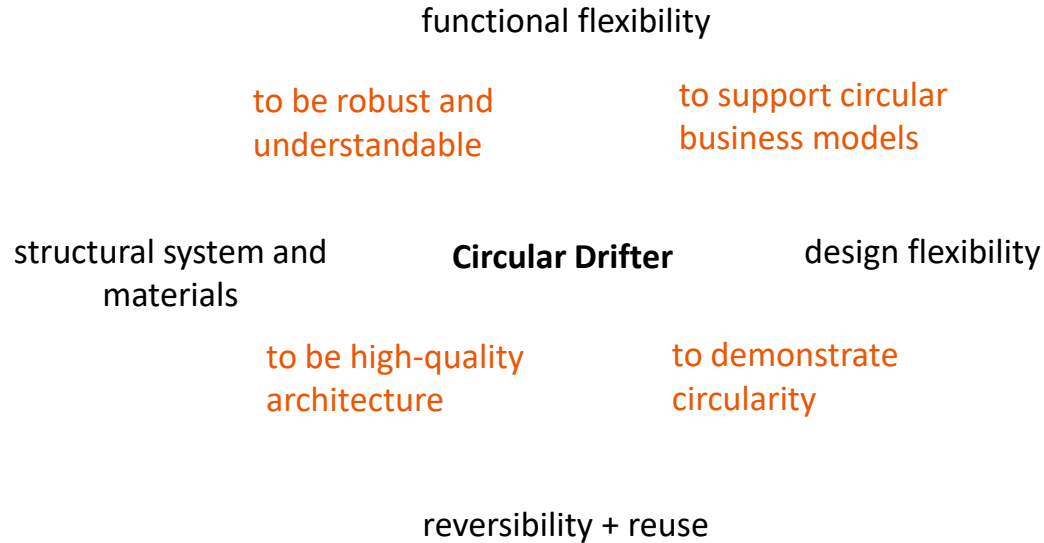 functional flexibility
to be robust and
understandable
to support circular
business models
structural system and
materials
Circular Drifter
design flexibility
to be high-quality
architecture
to demonstrate
circularity
reversibility + reuse